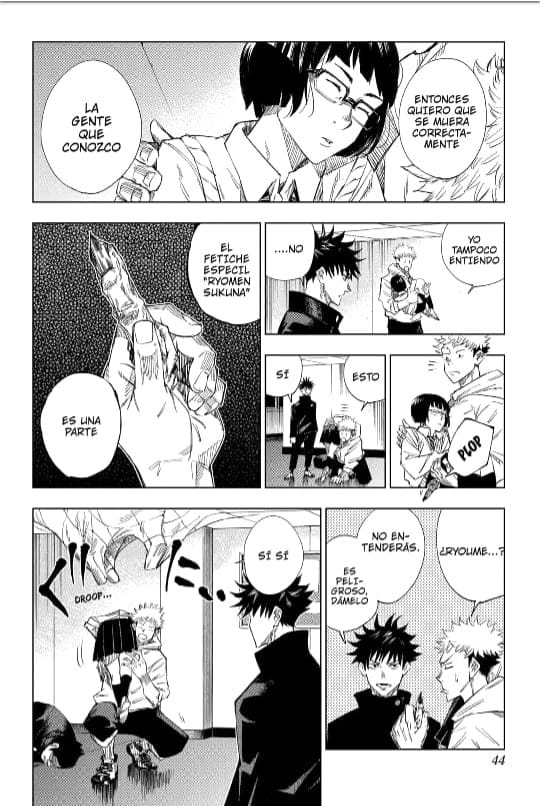 ENTONCES
QUIERO QUE
SE MUERA
CORRECTA-
MENTE
LA
GENTE
QUE
CONOZCO
YO
TAMPOCO
ENTIENDO
....NO
PLOP
ESTO
SÍ
EL
FETICHE
ESPECIL
"RYOMEN
SUKUNA"
ES UNA
PARTE
¿RYOUME...?
NO EN-
TENDERÁS.
ES
PELI-
GROSO,
DÁMELO
SÍ SÍ
DROOP...
44